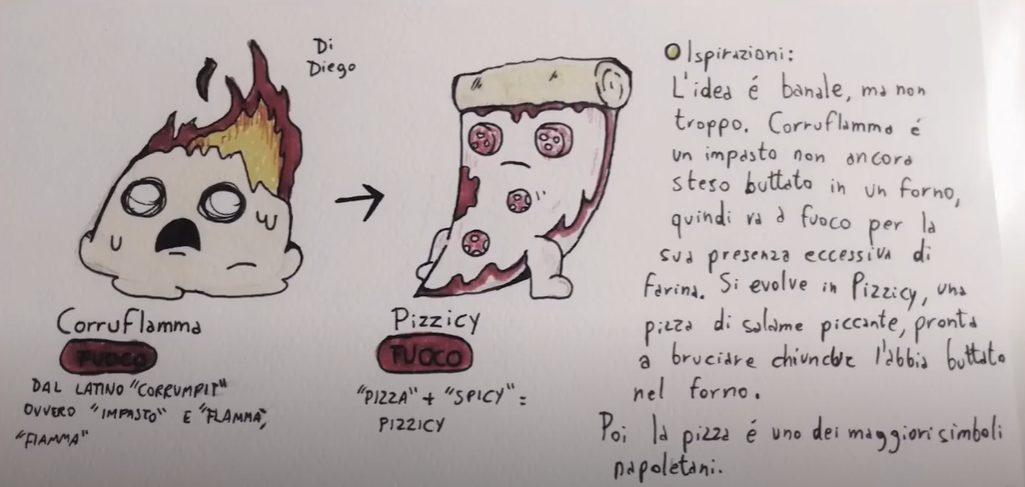 Di
Diego
Corruflamma
FUOCO
DAL LATINO "CORRUMPIT"
OVVERO "IMPASTO" E "FLAMMA",
"FIAMMA"
Pizzicy
FUOCO
"PIZZA" + "SPICY" =
PIZZICY
Ispirazioni:
L'idea é banale, ma non
troppo. Corruflamma é
un impasto non ancora
steso buttato in un forno,
quindi va a fuoco per la
sua presenza eccessiva di
farina. Si evolve in Pizzicy, una
pizza di salame piccante, pronta
a bruciare chiunque l'abbia buttato
nel forno.
Poi la pizza é uno dei maggiori simboli
napoletani.